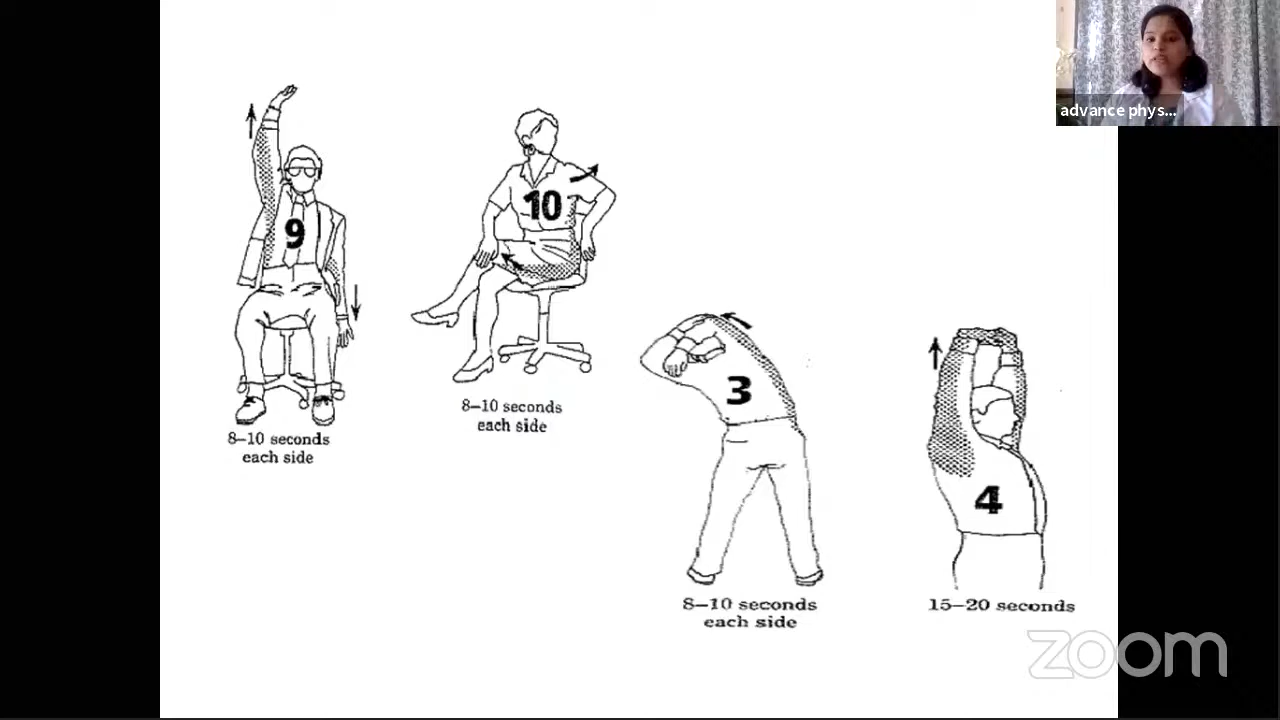 advance phys...
9
10
8–10 seconds
each side
8–10 seconds
each side
3
4
8–10 seconds
each side
15–20 seconds
zoom